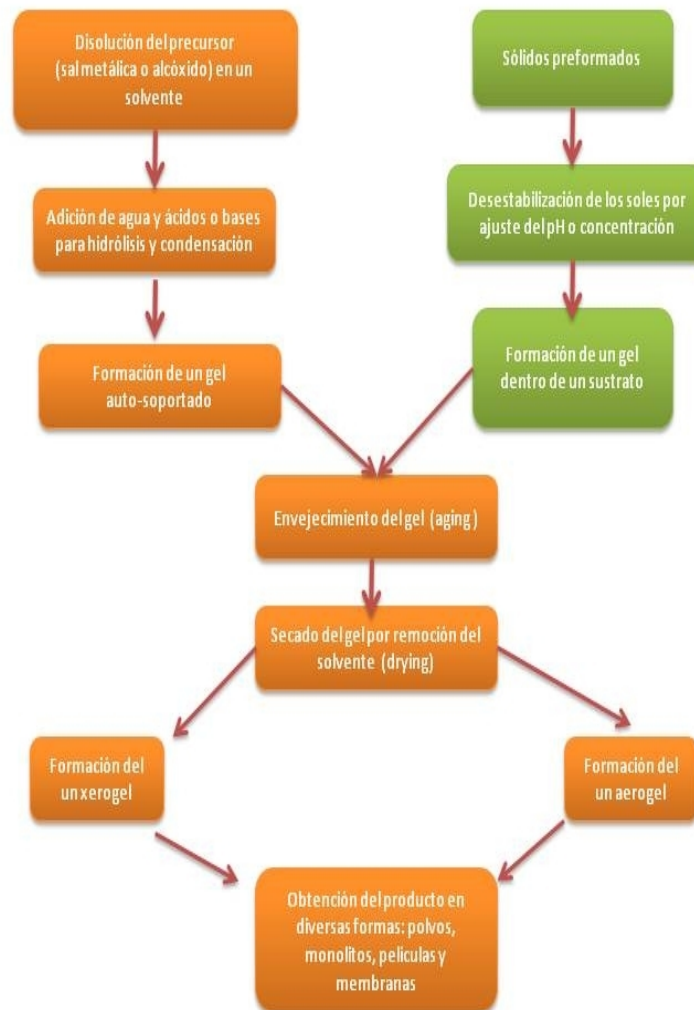 Disolución del precursor
(sal metálica o alcóxido) en un
solvente
Sólidos preformados
Adición de agua y ácidos o bases
para hidrólisis y condensación
Desestabilización de los soles por
ajuste del pH o concentración
Formación de un gel
auto-soportado
Formación de un gel
dentro de un sustrato
Envejecimiento del gel (aging)
Secado del gel por remoción del
solvente (drying)
Formación del
un xerogel
Formación del
un aerogel
Obtención del producto en
diversas formas: polvos,
monolitos, películas y
membranas